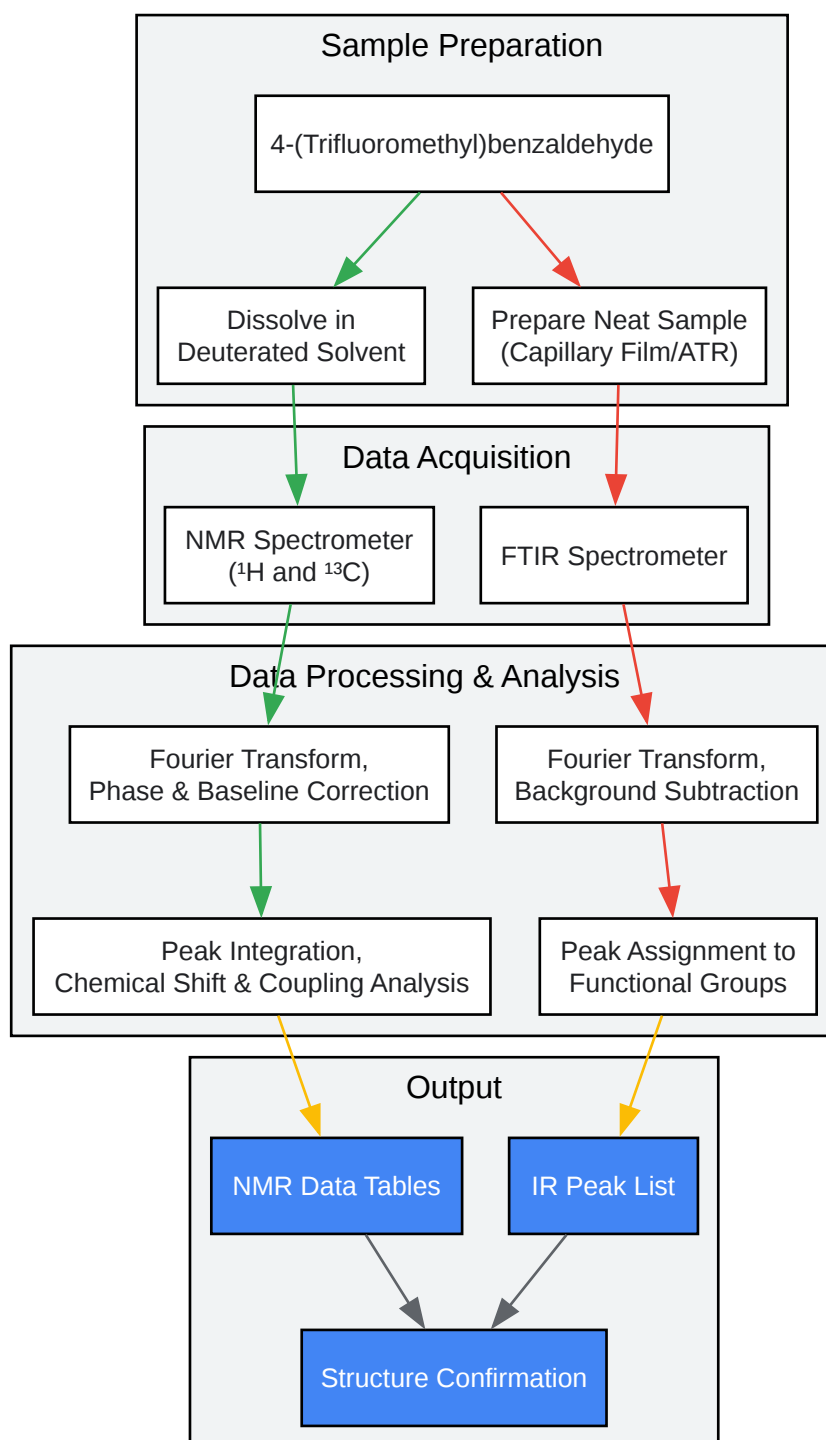 Sample Preparation
4-(Trifluoromethyl)benzaldehyde
Dissolve in
Deuterated Solvent
Prepare Neat Sample
(Capillary Film/ATR)
Data Acquisition
NMR Spectrometer
(¹H and ¹³C)
FTIR Spectrometer
Data Processing & Analysis
Fourier Transform,
Phase & Baseline Correction
Fourier Transform,
Background Subtraction
Peak Integration,
Chemical Shift & Coupling Analysis
Peak Assignment to
Functional Groups
Output
NMR Data Tables
IR Peak List
Structure Confirmation